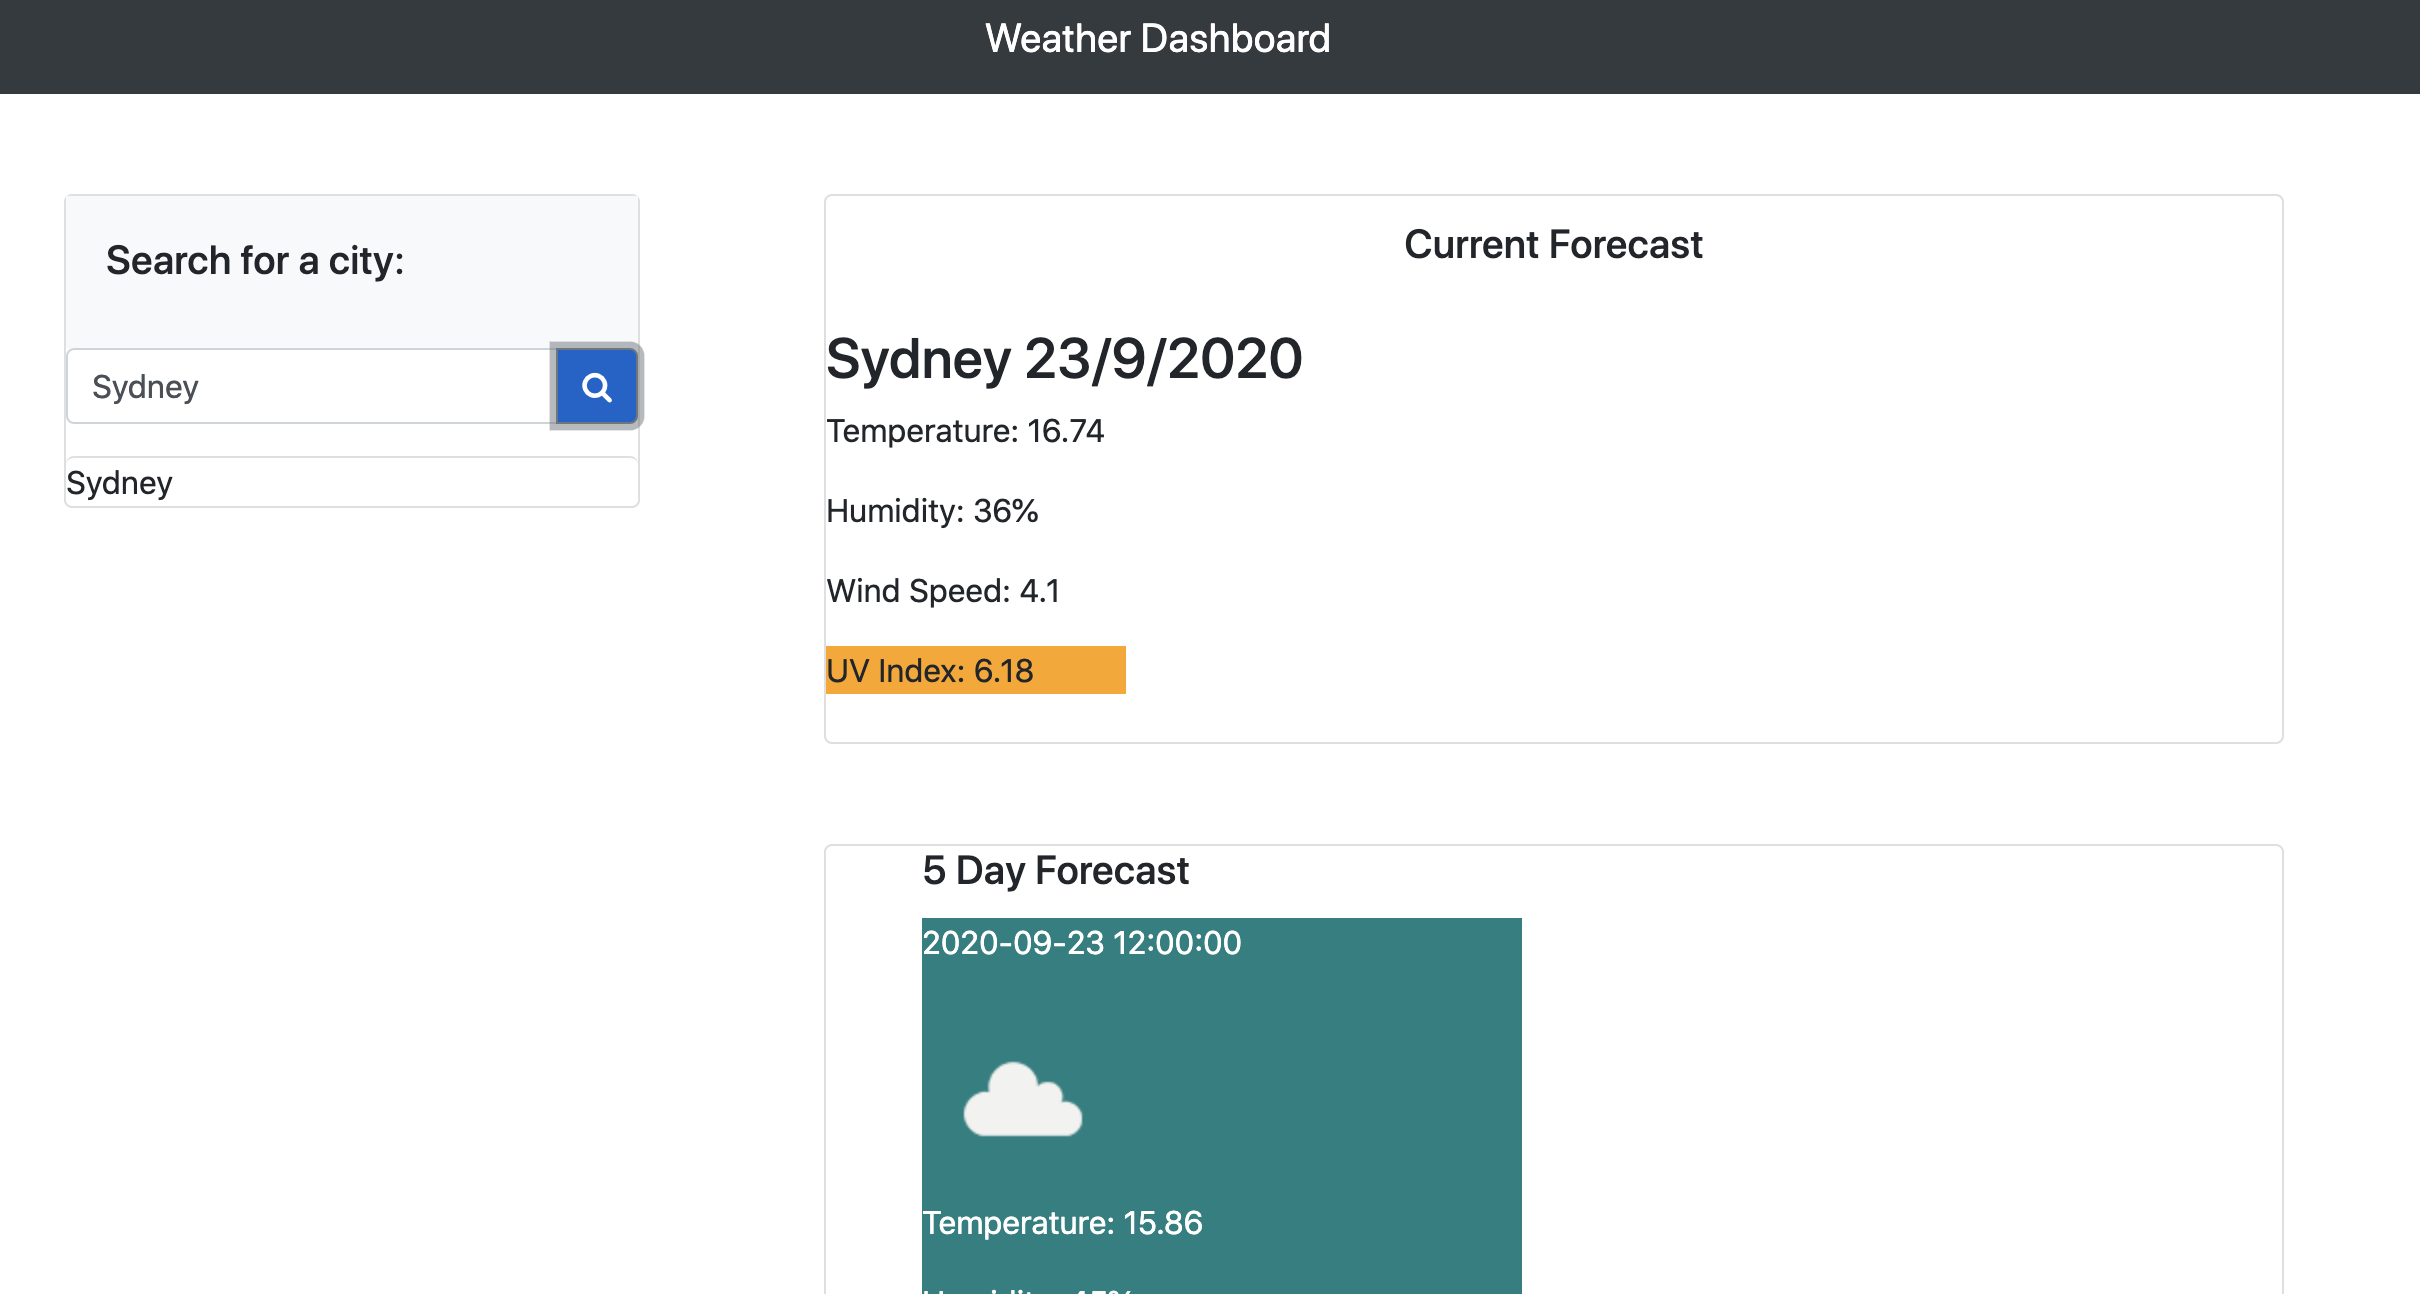 Weather Dashboard
Search for a city:
Sydney
Sydney
Current Forecast
Sydney 23/9/2020
Temperature: 16.74
Humidity: 36%
Wind Speed: 4.1
UV Index: 6.18
5 Day Forecast
2020-09-23 12:00:00
Temperature: 15.86